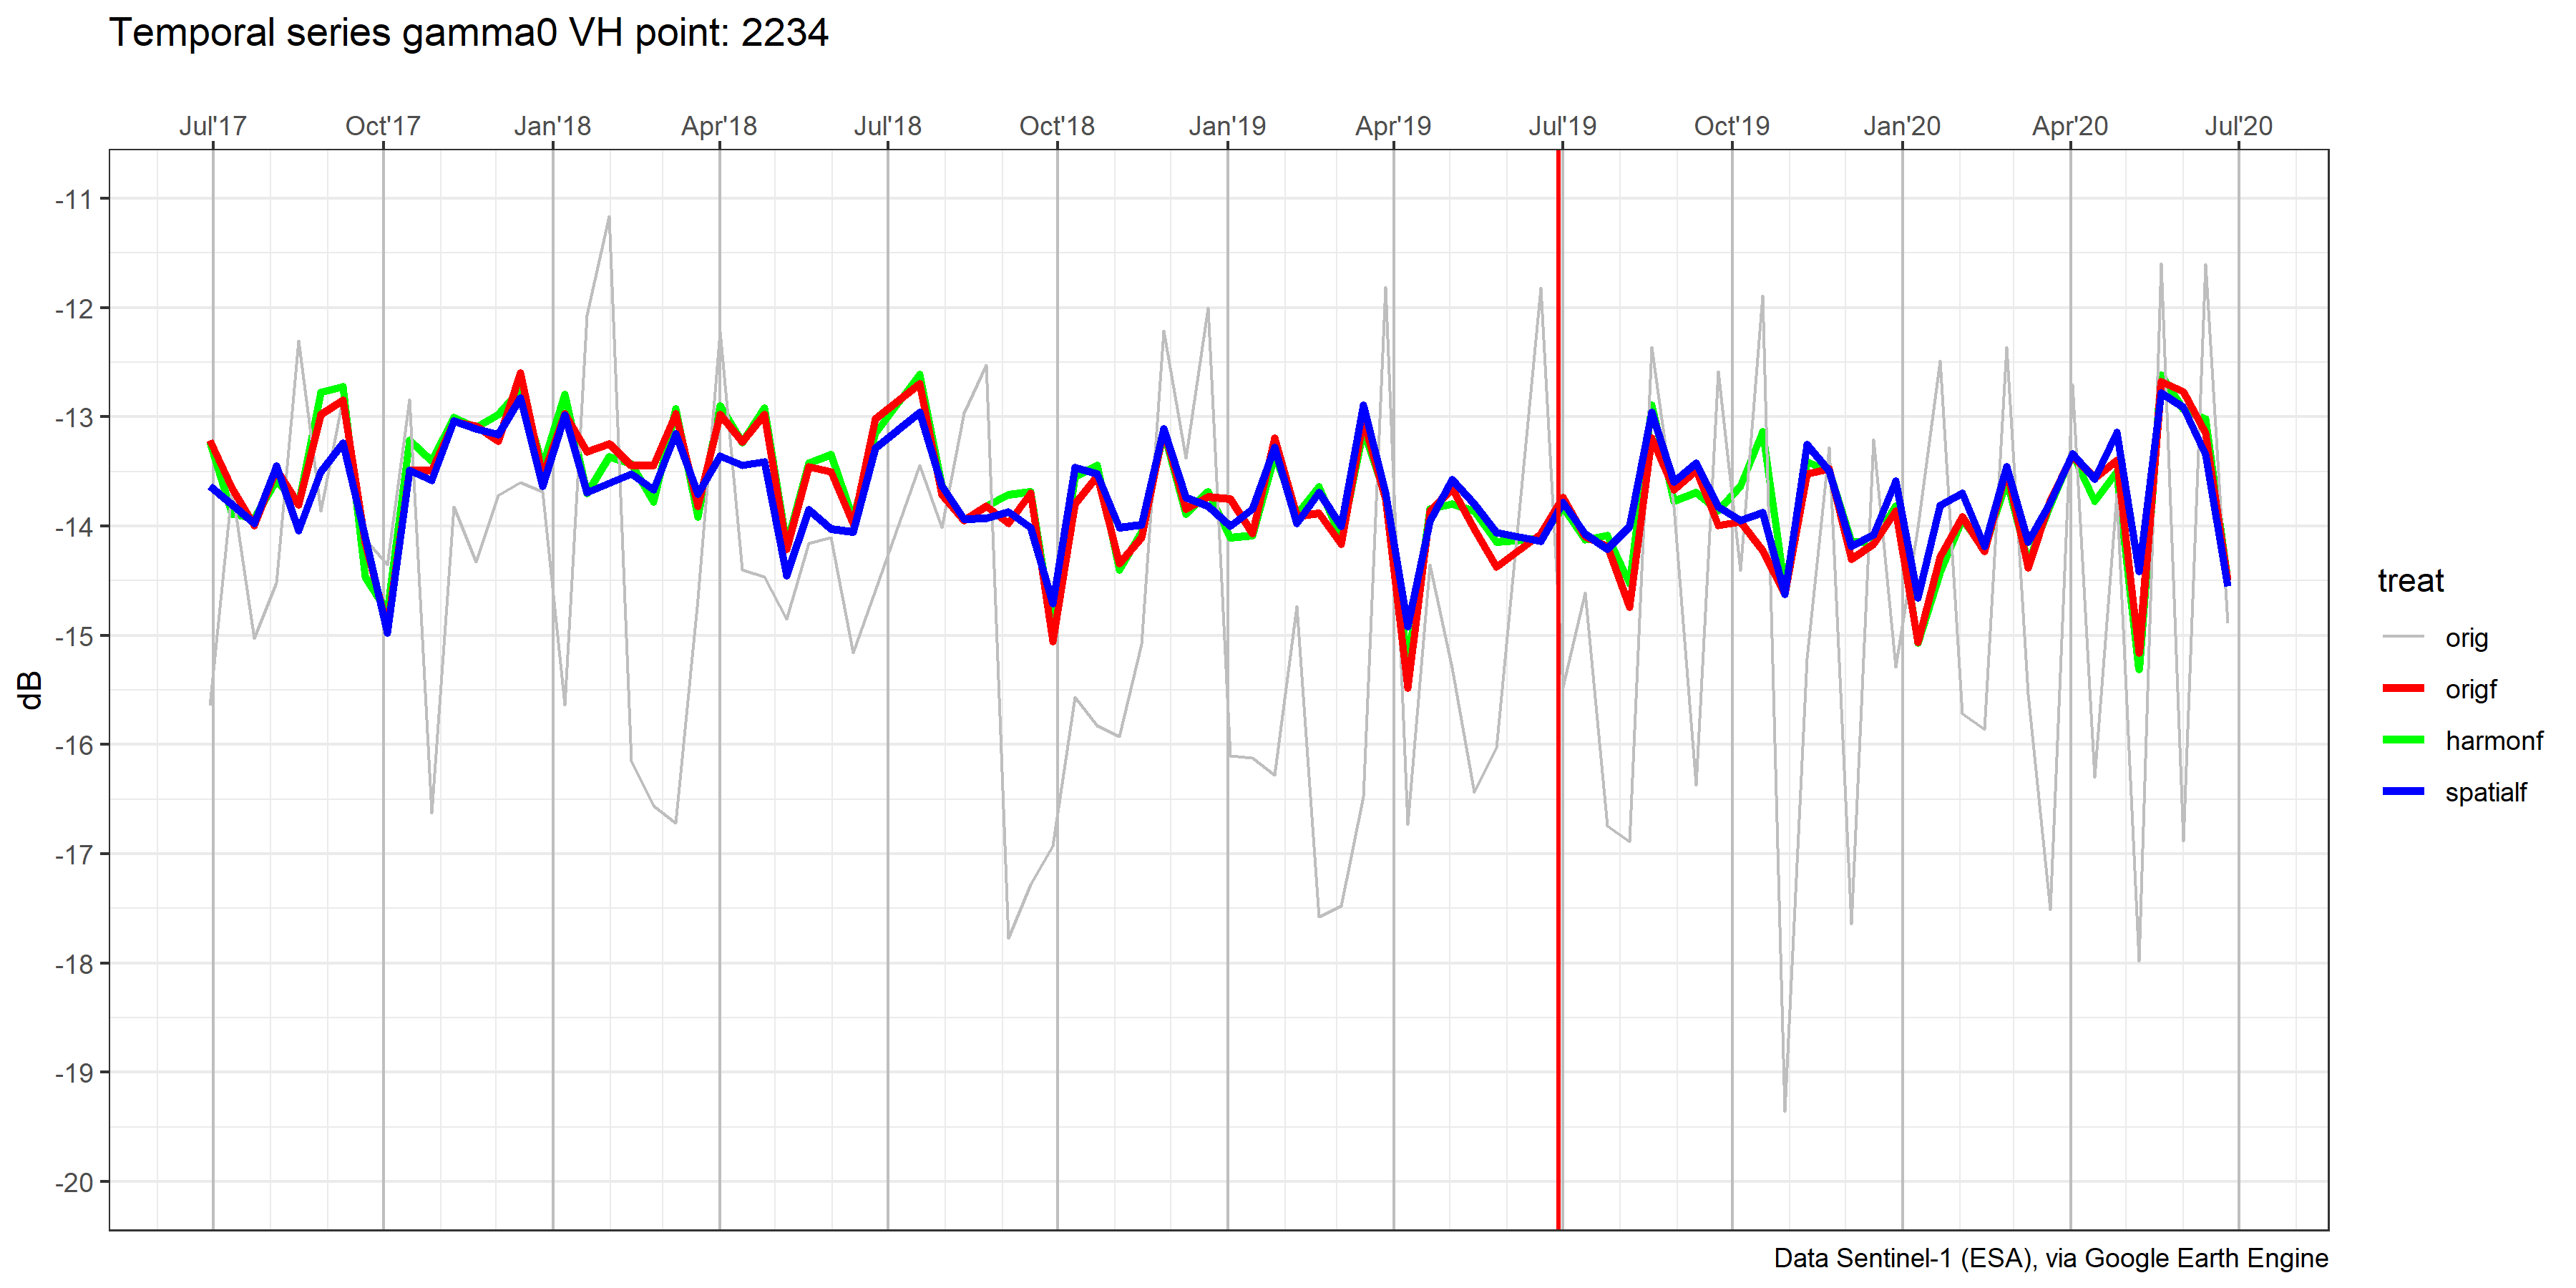 Temporal series gamma0 VH point: 2234
Jul'17 Oct'17 Jan'18 Apr'18 Jul'18 Oct'18 Jan'19 Apr'19 Jul'19 Oct'19 Jan'20 Apr'20 Jul'20
-11
-12
-13
-14
-15
-16
-17
-18
-19
-20
dB
treat
orig
origf
harmonf
spatialf
Data Sentinel-1 (ESA), via Google Earth Engine